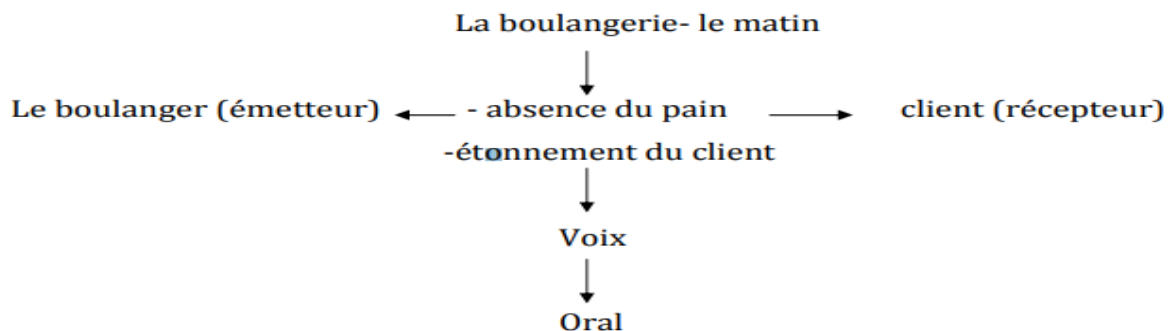 La boulangerie- le matin
Le boulanger (émetteur) - absence du pain client (récepteur)
-étonnement du client
Voix
Oral